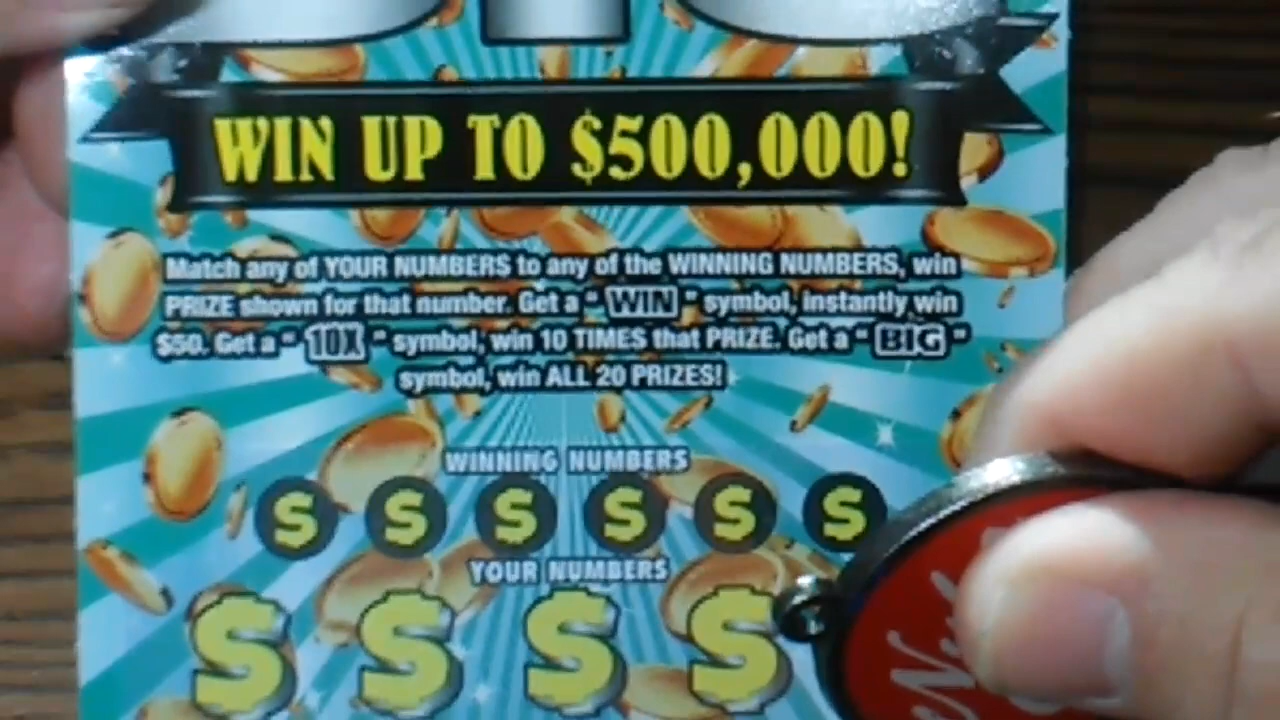 WIN UP TO $500,000!
Match any of YOUR NUMBERS to any of the WINNING NUMBERS, win
PRIZE shown for that number. Get a "WIN" symbol, instantly win
$50. Get a "10X" symbol, win 10 TIMES that PRIZE. Get a "BIG"
symbol, win ALL 20 PRIZES!
WINNING NUMBERS
$ $ $ $ $ $
YOUR NUMBERS
$ $ $ $